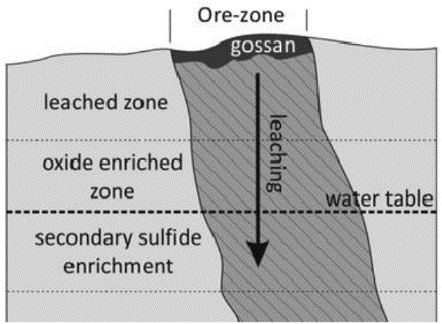 Ore-zone
gossan
leached zone
leaching
oxide enriched
zone
water table
secondary sulfide
enrichment